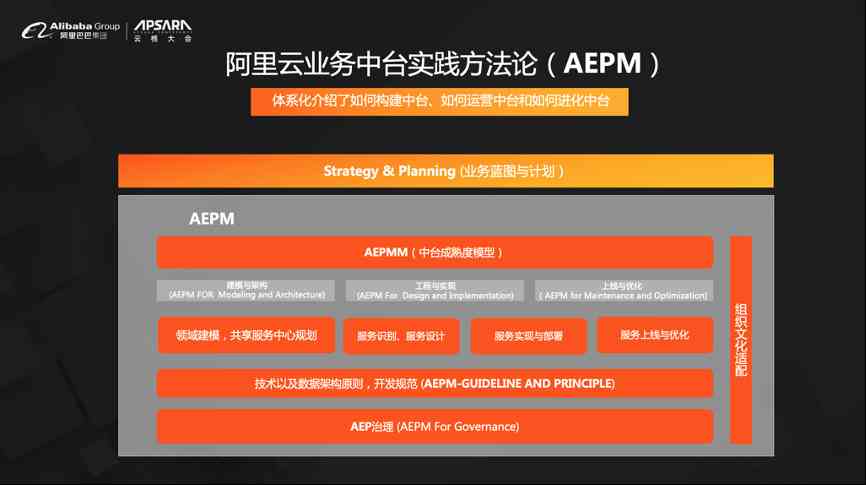 Alibaba Group
阿里巴巴集团
APSARA
云栖大会
阿里云业务中台实践方法论（AEPM）
体系化介绍了如何构建中台、如何运营中台和如何进化中台
Strategy & Planning (业务蓝图与计划）
AEPM
AEPMM（中台成熟度模型）
建模与架构
(AEPM FOR Modeling and Architecture)
工程与实现
(AEPM For Design and Implementation)
上线与优化
( AEPM for Maintenance and Optimization)
领域建模，共享服务中心规划
服务识别、服务设计
服务实现与部署
服务上线与优化
技术以及数据架构原则，开发规范 (AEPM-GUIDELINE AND PRINCIPLE)
AEP治理 (AEPM For Governance)
组织文化适配